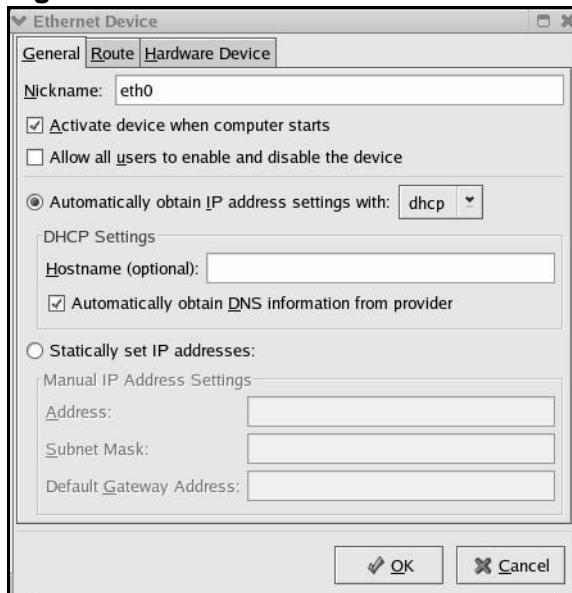 Ethernet Device
General Route Hardware Device
Nickname: eth0
Activate device when computer starts
Allow all users to enable and disable the device
Automatically obtain IP address settings with: dhcp
DHCP Settings
Hostname (optional):
Automatically obtain DNS information from provider
Statically set IP addresses:
Manual IP Address Settings
Address:
Subnet Mask:
Default Gateway Address:
OK Cancel